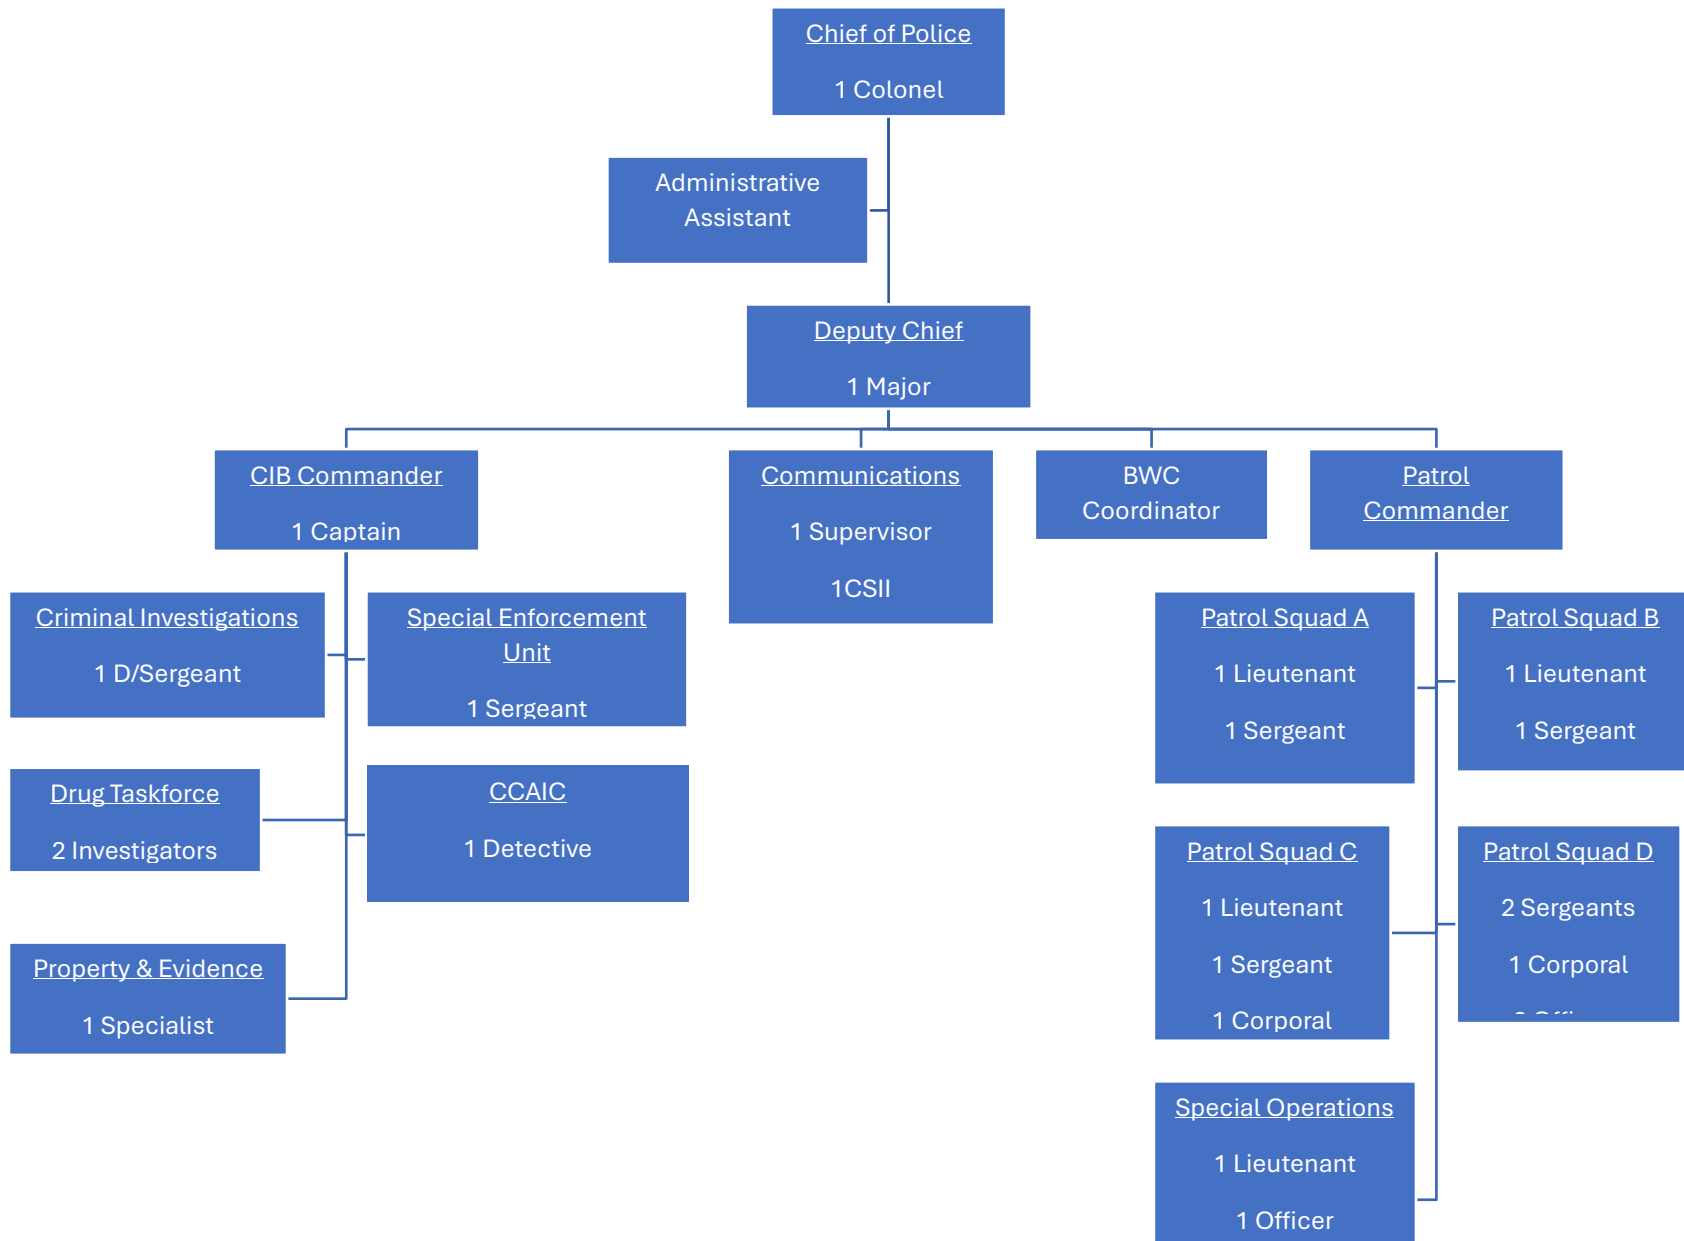 Chief of Police
1 Colonel
Administrative
Assistant
Deputy Chief
1 Major
CIB Commander
1 Captain
Communications
1 Supervisor
1CSII
BWC
Coordinator
Patrol
Commander
Criminal Investigations
1 D/Sergeant
Special Enforcement
Unit
1 Sergeant
Patrol Squad A
1 Lieutenant
1 Sergeant
Patrol Squad B
1 Lieutenant
1 Sergeant
Drug Taskforce
2 Investigators
CCAIC
1 Detective
Patrol Squad C
1 Lieutenant
1 Sergeant
1 Corporal
Patrol Squad D
2 Sergeants
1 Corporal
Property & Evidence
1 Specialist
Special Operations
1 Lieutenant
1 Officer